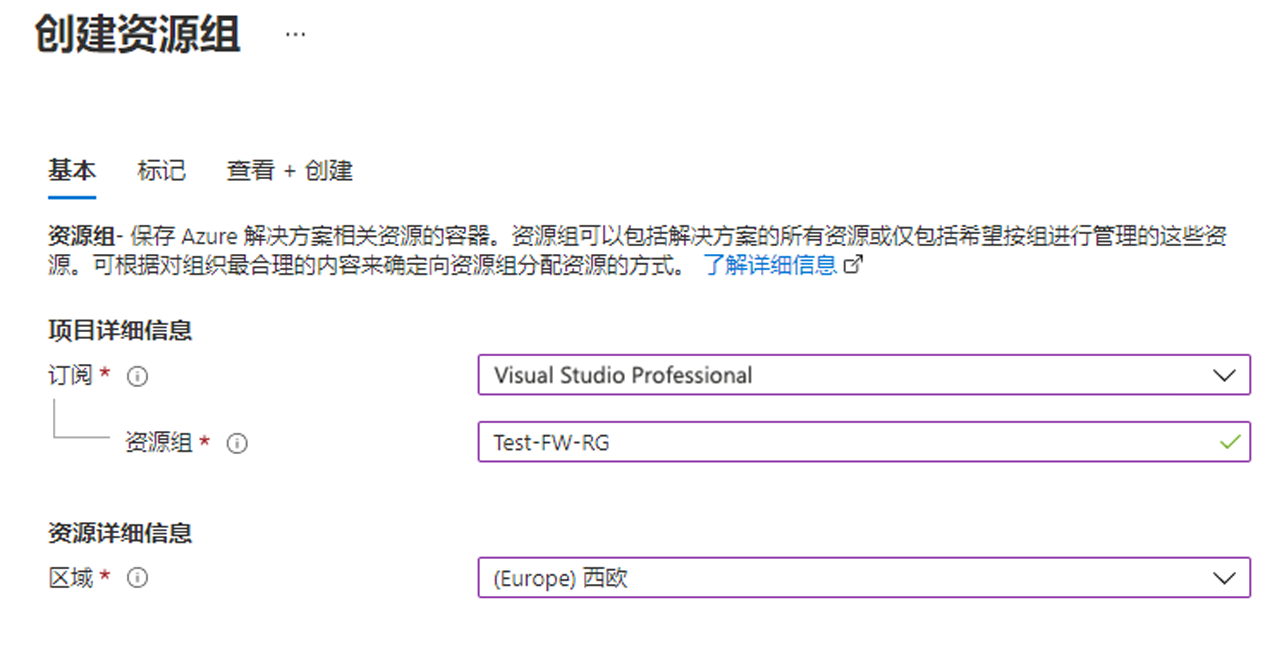 创建资源组 ...
基本 标记 查看 + 创建
资源组- 保存 Azure 解决方案相关资源的容器。资源组可以包括解决方案的所有资源或仅包括希望按组进行管理的这些资
源。可根据对组织最合理的内容来确定向资源组分配资源的方式。 了解详细信息
项目详细信息
订阅 * Visual Studio Professional
资源组 * Test-FW-RG
资源详细信息
区域 * (Europe) 西欧